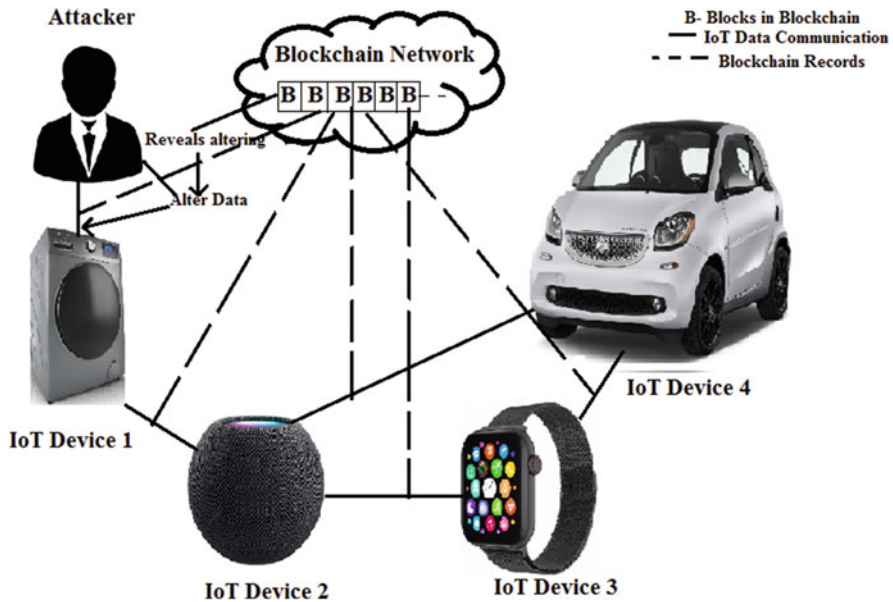 Attacker
B- Blocks in Blockchain
IoT Data Communication
Blockchain Records
Blockchain Network
B B B B B
Reveals altering
Alter Data
IoT Device 4
IoT Device 1
IoT Device 2
IoT Device 3